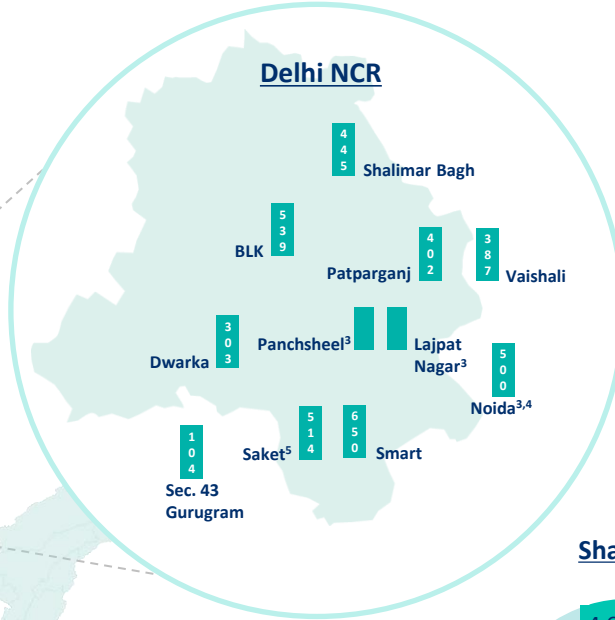 Delhi NCR
445
Shalimar Bagh
539
BLK
402
Patparganj
387
Vaishali
303
Dwarka
Panchsheel3
Lajpat
Nagar3
500
Noida3,4
514
Saket5
650
Smart
104
Sec. 43
Gurugram
Sha